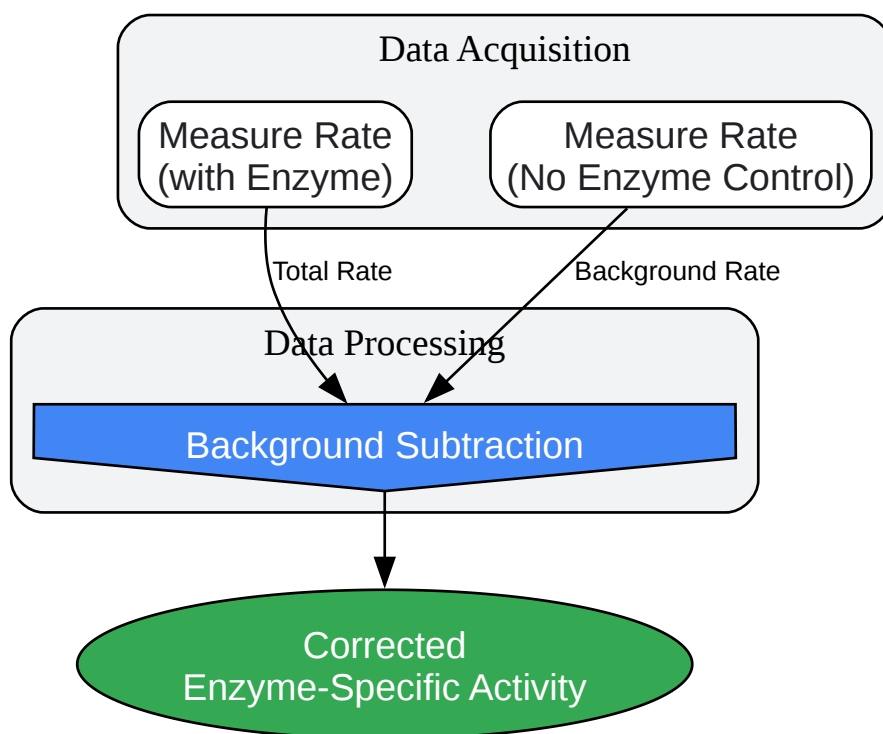 Data Acquisition
Measure Rate
(with Enzyme)
Measure Rate
(No Enzyme Control)
Total Rate
Background Rate
Data Processing
Background Subtraction
Corrected
Enzyme-Specific Activity